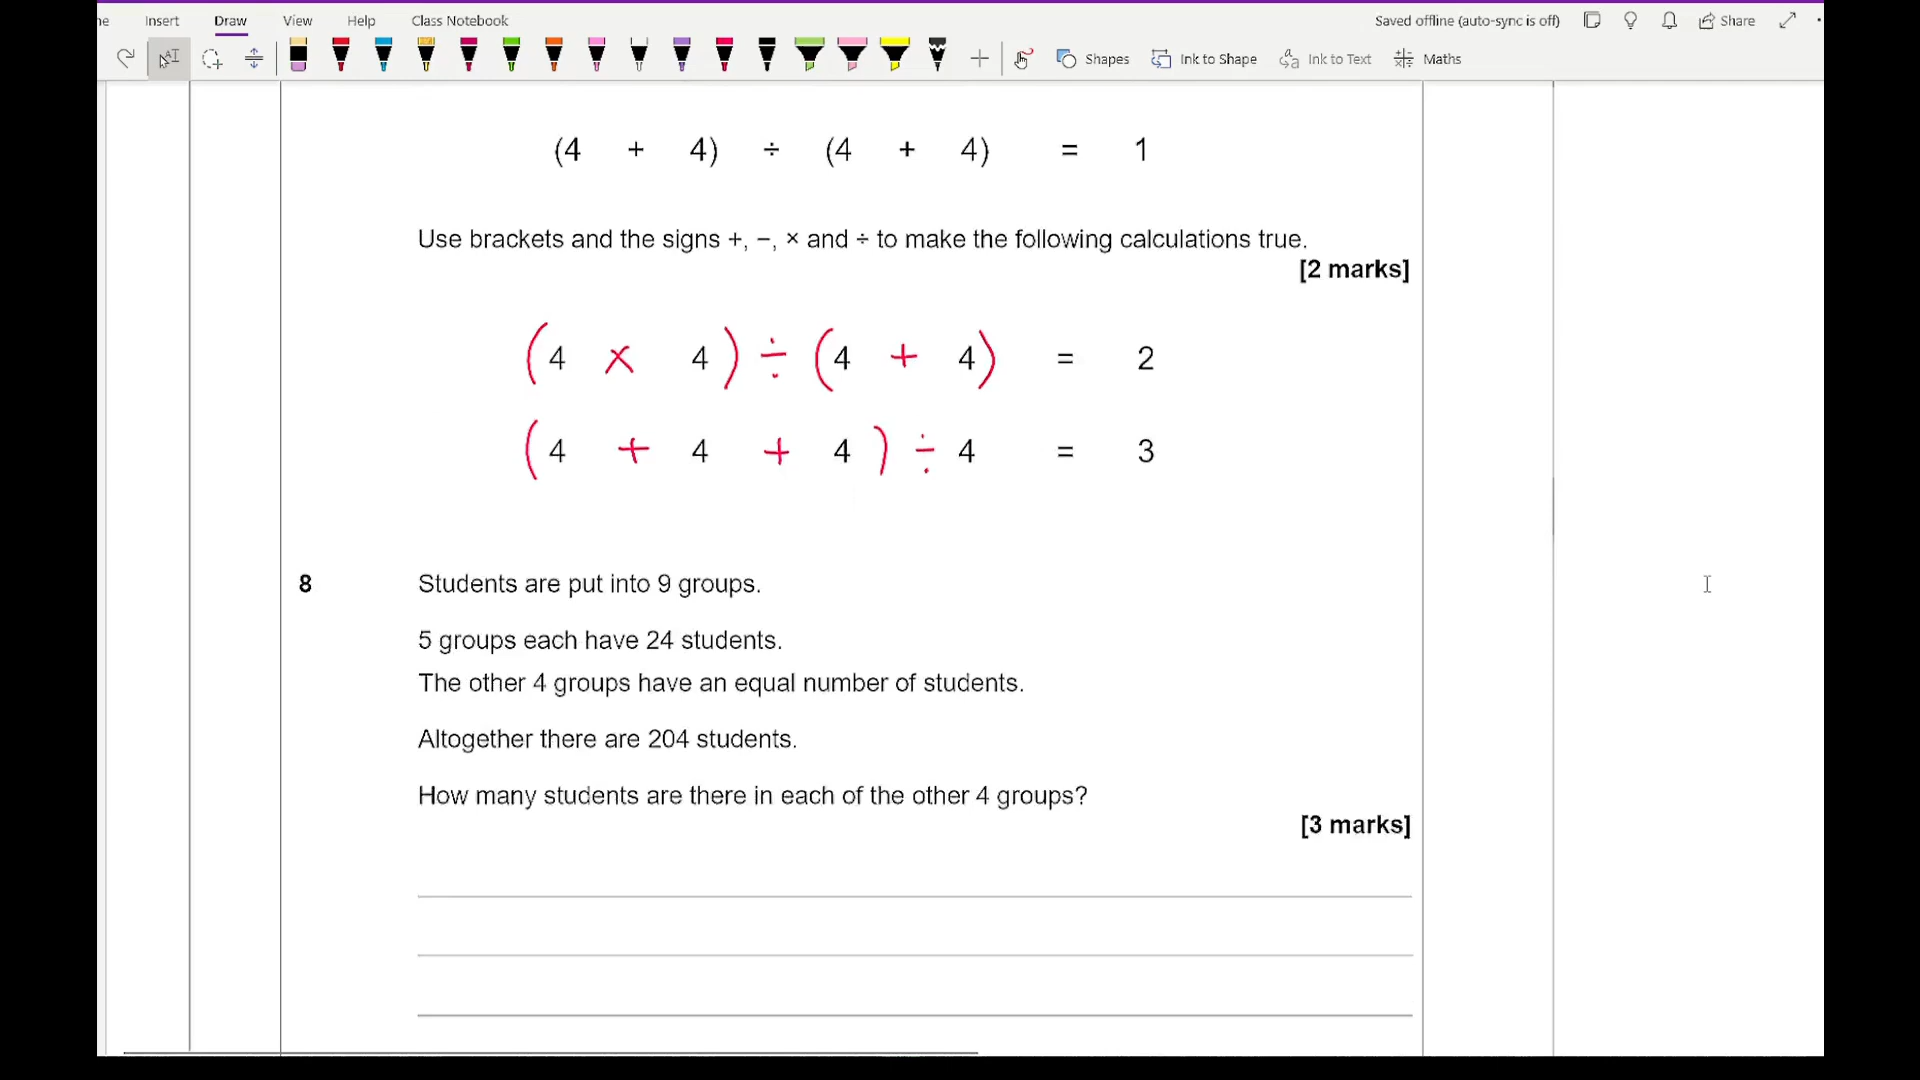 ne Insert Draw View Help Class Notebook Saved offline (auto-sync is off) Share
Shapes Ink to Shape Ink to Text Maths
(4 + 4) ÷ (4 + 4) = 1
Use brackets and the signs +, −, × and ÷ to make the following calculations true.
[2 marks]
(4 × 4) ÷ (4 + 4) = 2
(4 + 4 + 4) ÷ 4 = 3
8 Students are put into 9 groups.
5 groups each have 24 students.
The other 4 groups have an equal number of students.
Altogether there are 204 students.
How many students are there in each of the other 4 groups?
[3 marks]